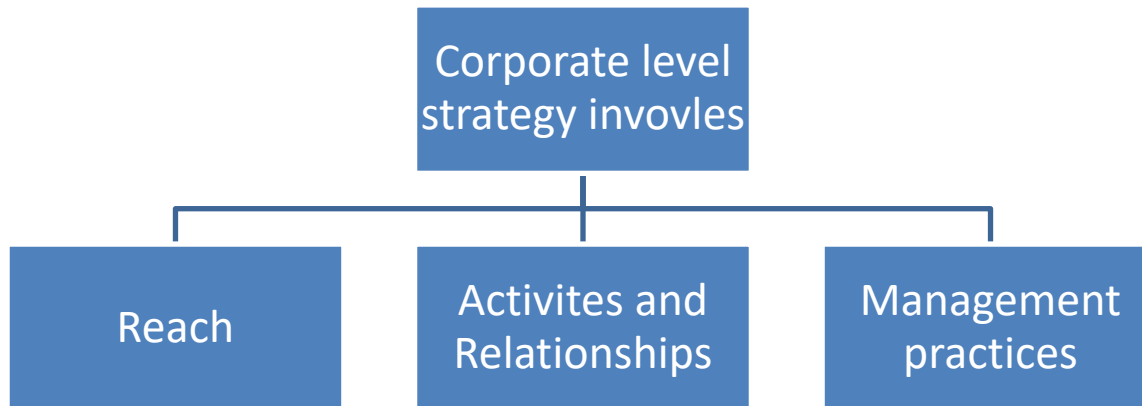 Corporate level
strategy invovles
Reach
Activites and
Relationships
Management
practices